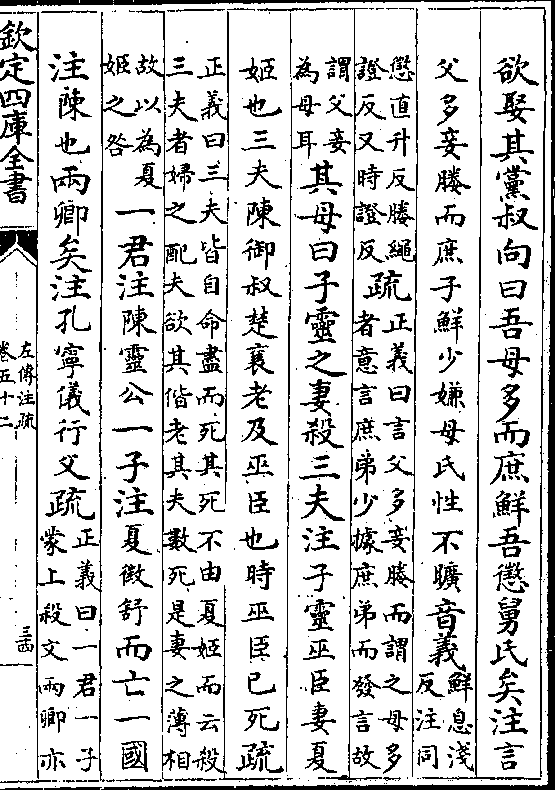 欲娶其黨叔向曰吾母多而庶鮮吾懲舅氏矣注言
父多妾媵而庶子鮮少嫌母氏性不曠音義鮮息淺
反注同
懲直升反媵繩
證反又時證反疏正義曰言父多妾媵而謂之母多
者意言庶弟少據庶弟而發言故
謂父妾
為母耳其母曰子靈之妻殺三夫注子靈巫臣妻夏
姬也三夫陳御叔楚襄老及巫臣也時巫臣已死疏
正義曰三夫皆自命盡而死其死不由夏姬而云殺
三夫者婦之配夫欲其偕老其夫數死是妻之薄相
故以為夏
姬之咎一君注陳靈公一子注夏徴舒而亡一國
注陳也兩卿矣注孔寧儀行父疏正義曰一君一子
蒙上殺文兩卿亦
欽定四庫全書
左傳注疏
卷五十二
三十四